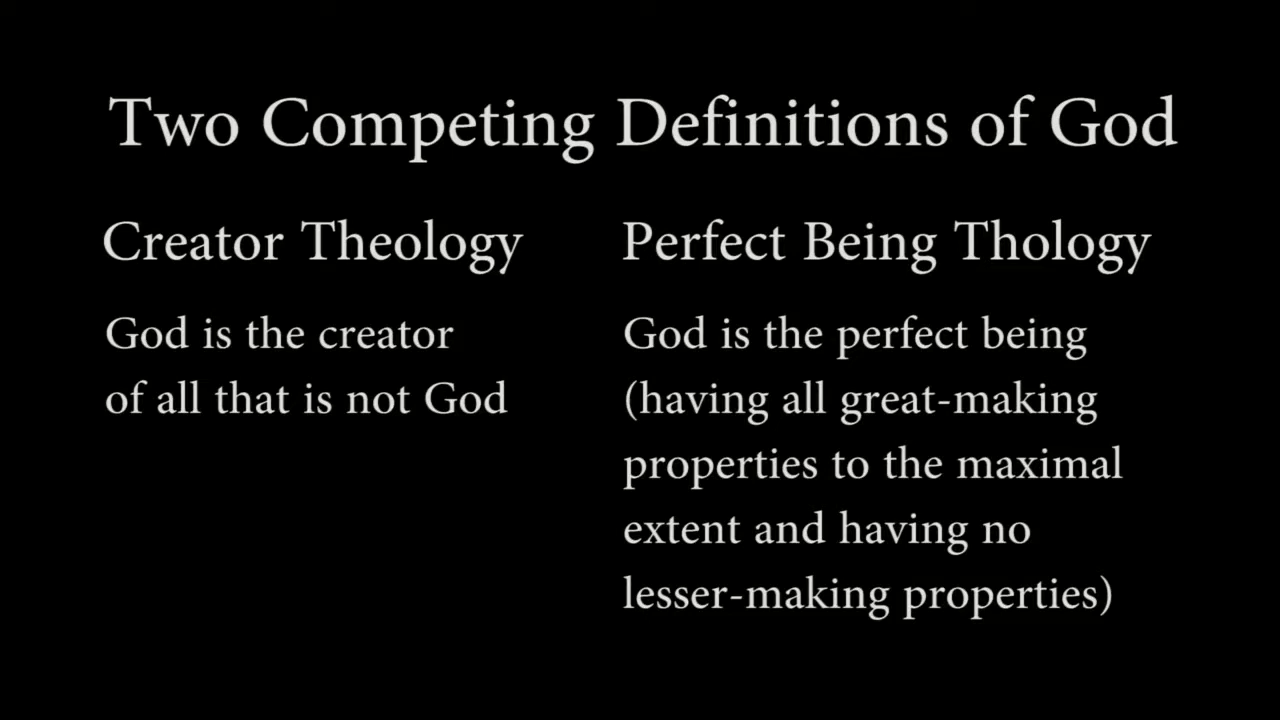 Two Competing Definitions of God
Creator Theology
God is the creator
of all that is not God
Perfect Being Thology
God is the perfect being
(having all great-making
properties to the maximal
extent and having no
lesser-making properties)